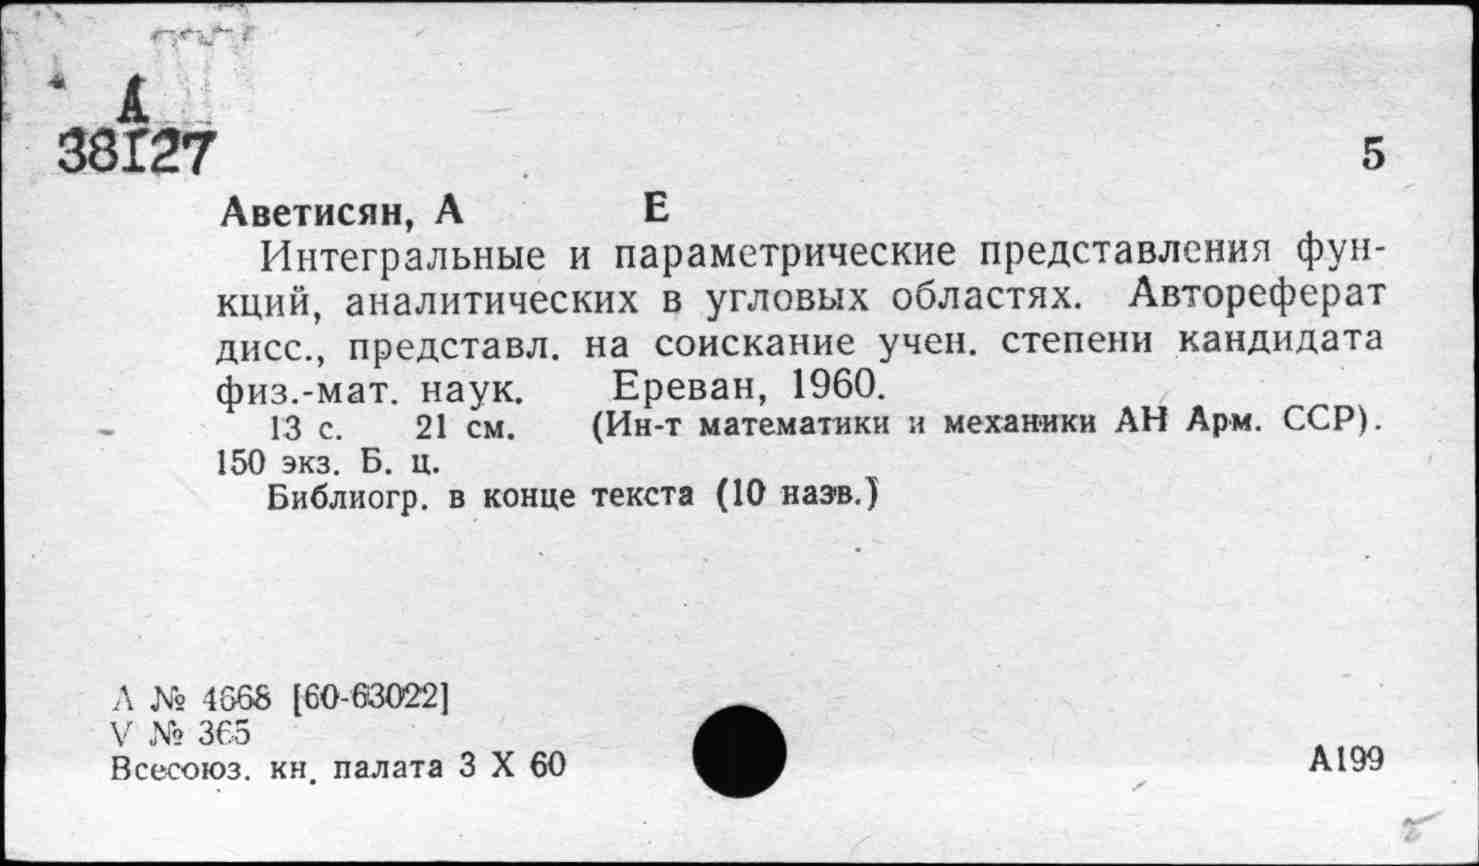 А
38127
5
Аветисян, А Е
Интегральные и параметрические представления фун-
кций, аналитических в угловых областях. Автореферат
дисс., представл. на соискание учен. степени кандидата
физ.-мат. наук. Ереван, 1960.
13 с. 21 см. (Ин-т математики и механики АН Арм. ССР).
150 экз. Б. ц.
Библиогр. в конце текста (10 назв.)
Λ № 4668 [60-63022]
V № 365
Всесоюз. кн. палата 3 X 60
А199